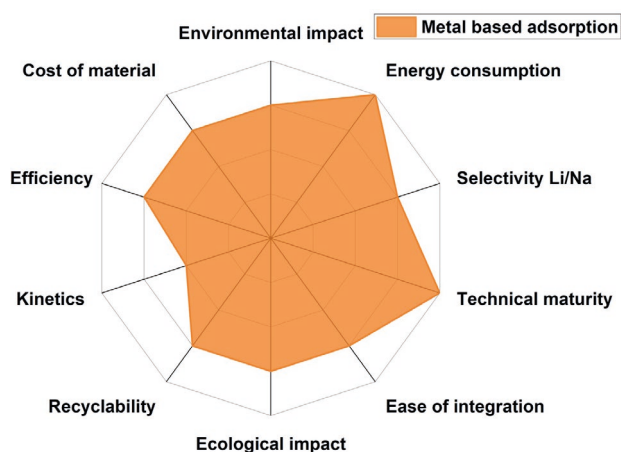 Metal based adsorption
Environmental impact
Energy consumption
Selectivity Li/Na
Technical maturity
Ease of integration
Ecological impact
Recyclability
Kinetics
Efficiency
Cost of material